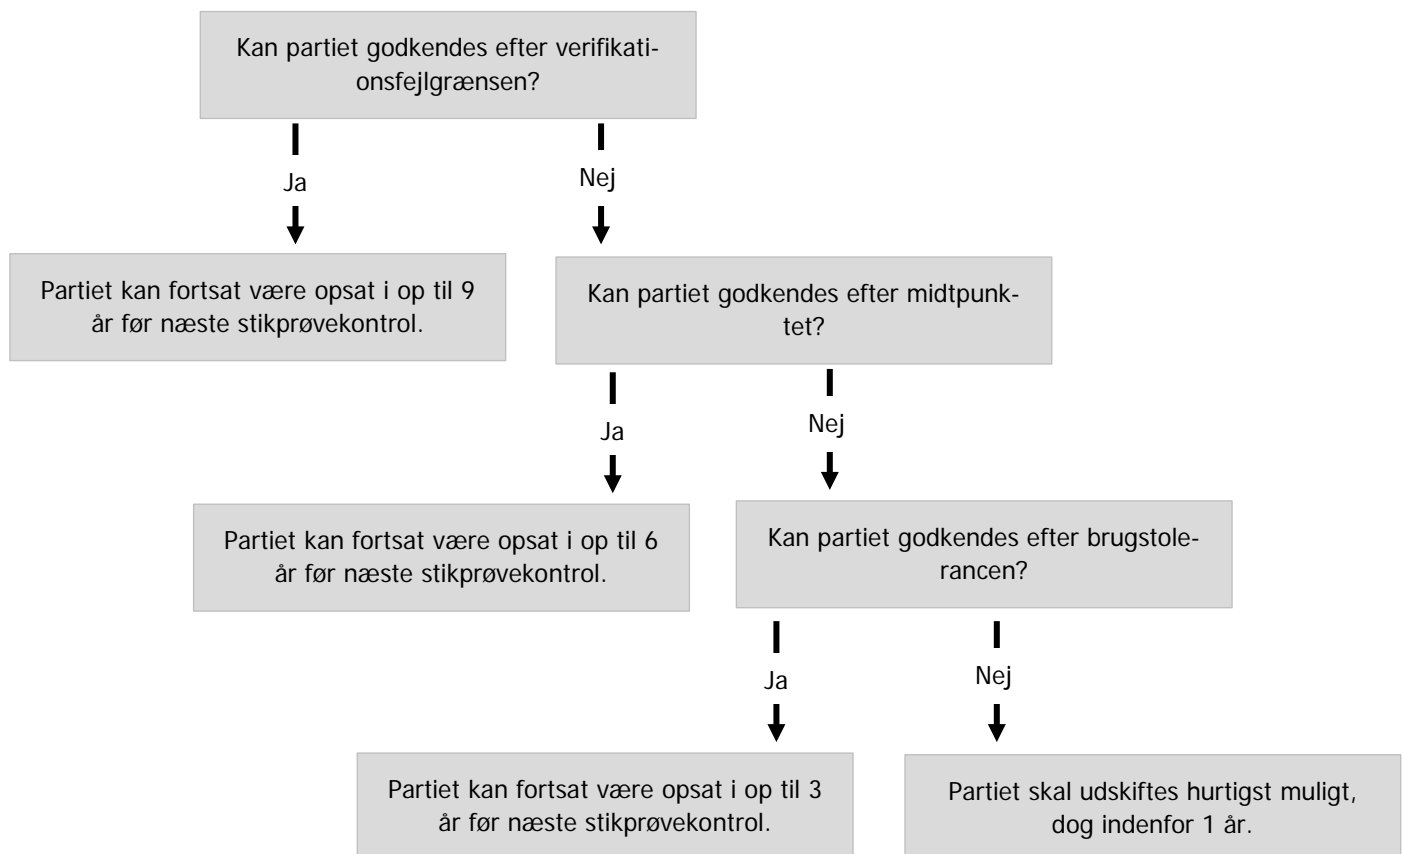 Kan partiet godkendes efter verifikati-
onsfejlgrænsen?
Ja
Nej
Partiet kan fortsat være opsat i op til 9
år før næste stikprøvekontrol.
Kan partiet godkendes efter midtpunk-
tet?
Ja
Nej
Partiet kan fortsat være opsat i op til 6
år før næste stikprøvekontrol.
Kan partiet godkendes efter brugstole-
rancen?
Ja
Nej
Partiet kan fortsat være opsat i op til 3
år før næste stikprøvekontrol.
Partiet skal udskiftes hurtigst muligt,
dog indenfor 1 år.